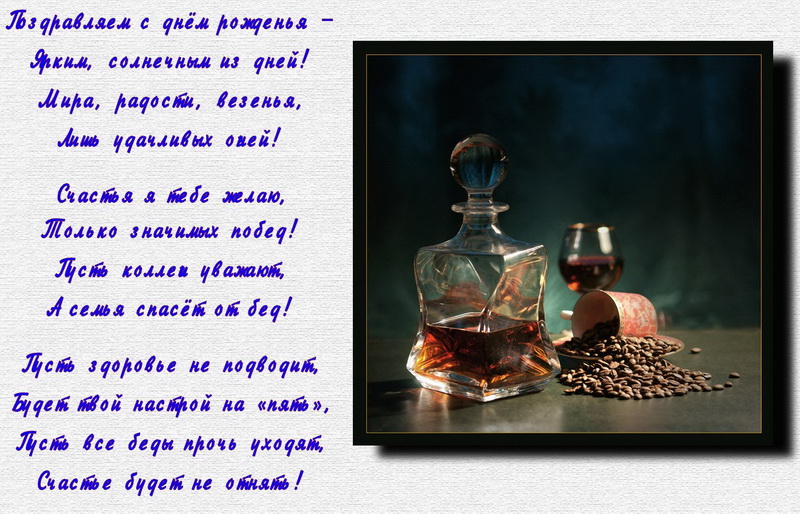 Поздравляем с днём рожденья –
Ярким, солнечным из дней!
Мира, радости, везенья,
Лишь удачливых огней!
Счастья я тебе желаю,
Только значимых побед!
Пусть коллеги уважают,
А семья спасёт от бед!
Пусть здоровье не подводит,
Будет твой настрой на «пять»,
Пусть все беды прочь уходят,
Счастье будет не отнять!